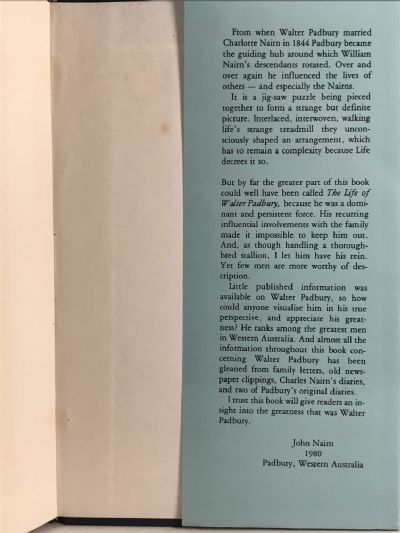 From when Walter Padbury married
Charlotte Nairn in 1844 Padbury became
the guiding hub around which William
Nairn's descendants rotated. Over and
over again he influenced the lives of
others — and especially the Nairns.
It is a jig-saw puzzle being pieced
together to form a strange but definite
picture. Interlaced, interwoven, walking
life's strange treadmill they uncon-
sciously shaped an arrangement, which
has to remain a complexity because Life
decrees it so.
But by far the greater part of this book
could well have been called The Life of
Walter Padbury, because he was a domi-
nant and persistent force. His recurring
influential involvements with the family
made it impossible to keep him out.
And, as though handling a thorough-
bred stallion, I let him have his rein.
Yet few men are more worthy of des-
cription.
Little published information was
available on Walter Padbury, so how
could anyone visualise him in his true
perspective, and appreciate his great-
ness? He ranks among the greatest men
in Western Australia. And almost all the
information throughout this book con-
cerning Walter Padbury has been
gleaned from family letters, old news-
paper clippings, Charles Nairn's diaries,
and two of Padbury's original diaries.
I trust this book will give readers an in-
sight into the greatness that was Walter
Padbury.
John Nairn
1980
Padbury, Western Australia